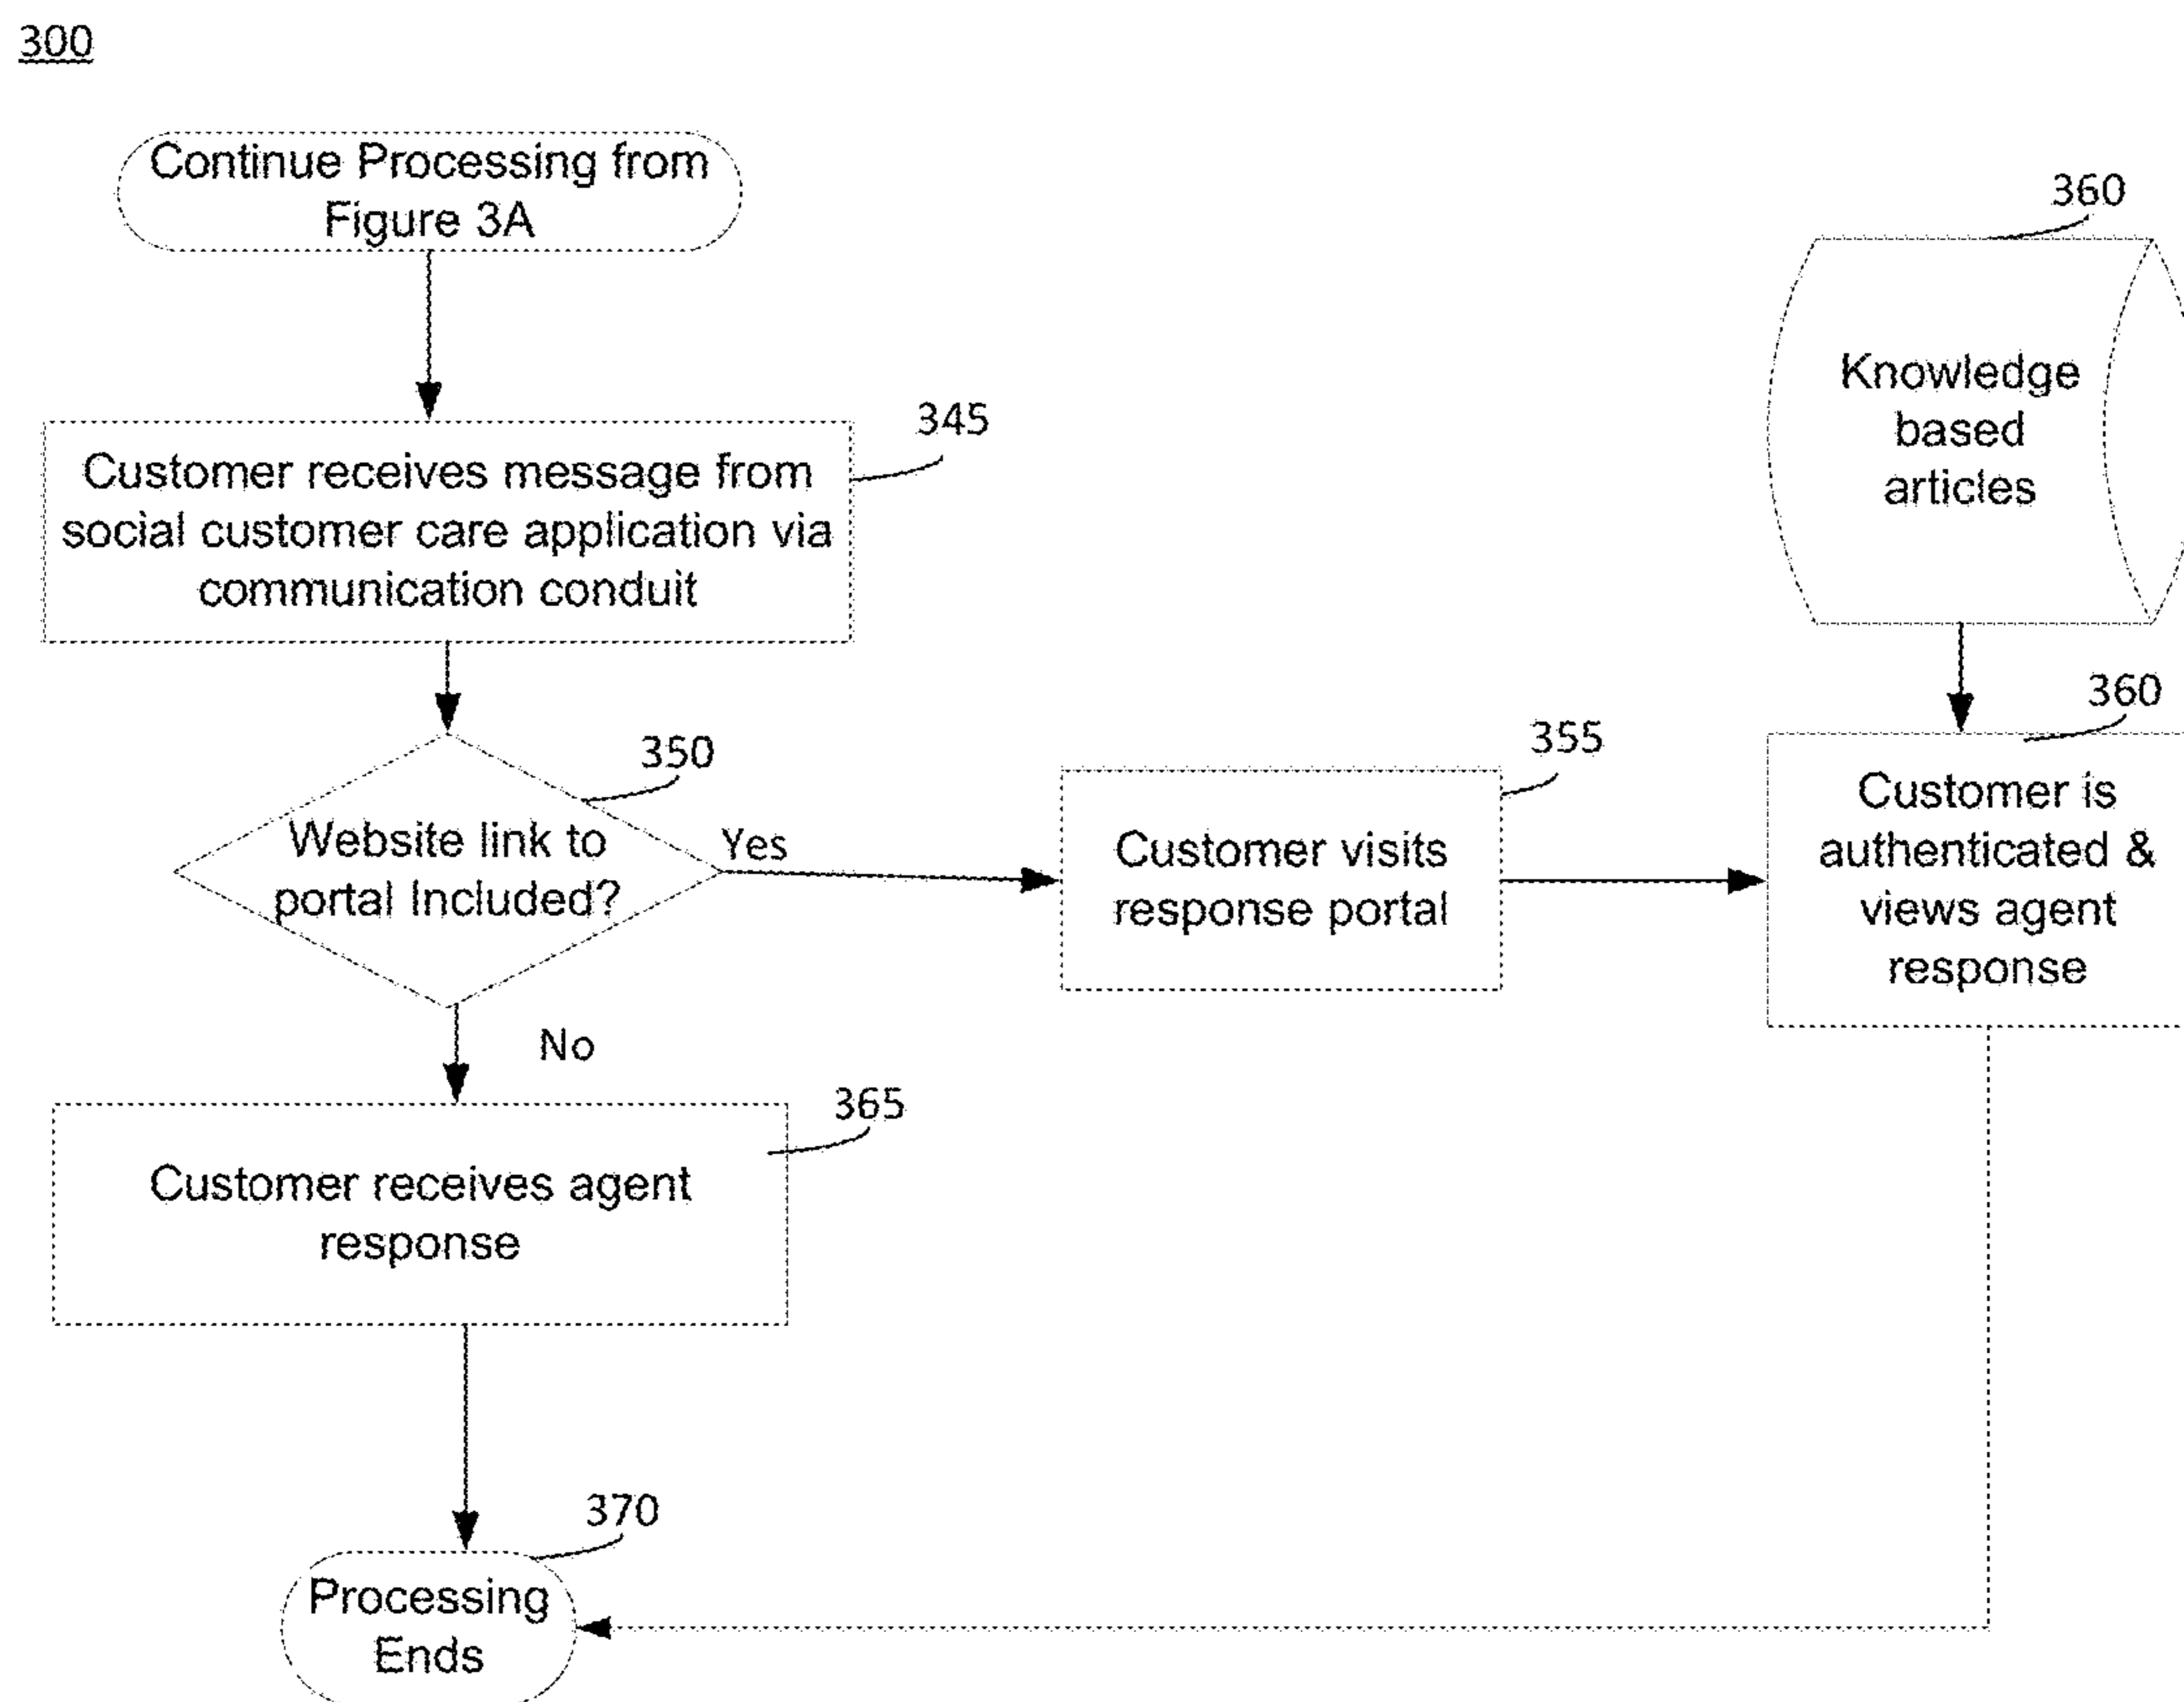 300
Continue Processing from
Figure 3A
360
Knowledge
based
articles
345
Customer receives message from
social customer care application via
communication conduit
350
Website link to
portal Included?
Yes
355
Customer visits
response portal
360
Customer is
authenticated &
views agent
response
No
365
Customer receives agent
response
370
Processing
Ends